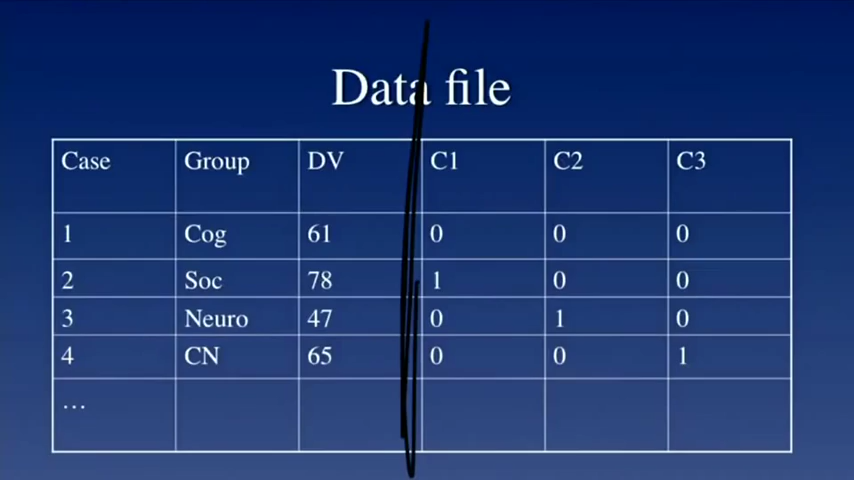 Data file
Case Group DV C1 C2 C3
1 Cog 61 0 0 0
2 Soc 78 1 0 0
3 Neuro 47 0 1 0
4 CN 65 0 0 1
…